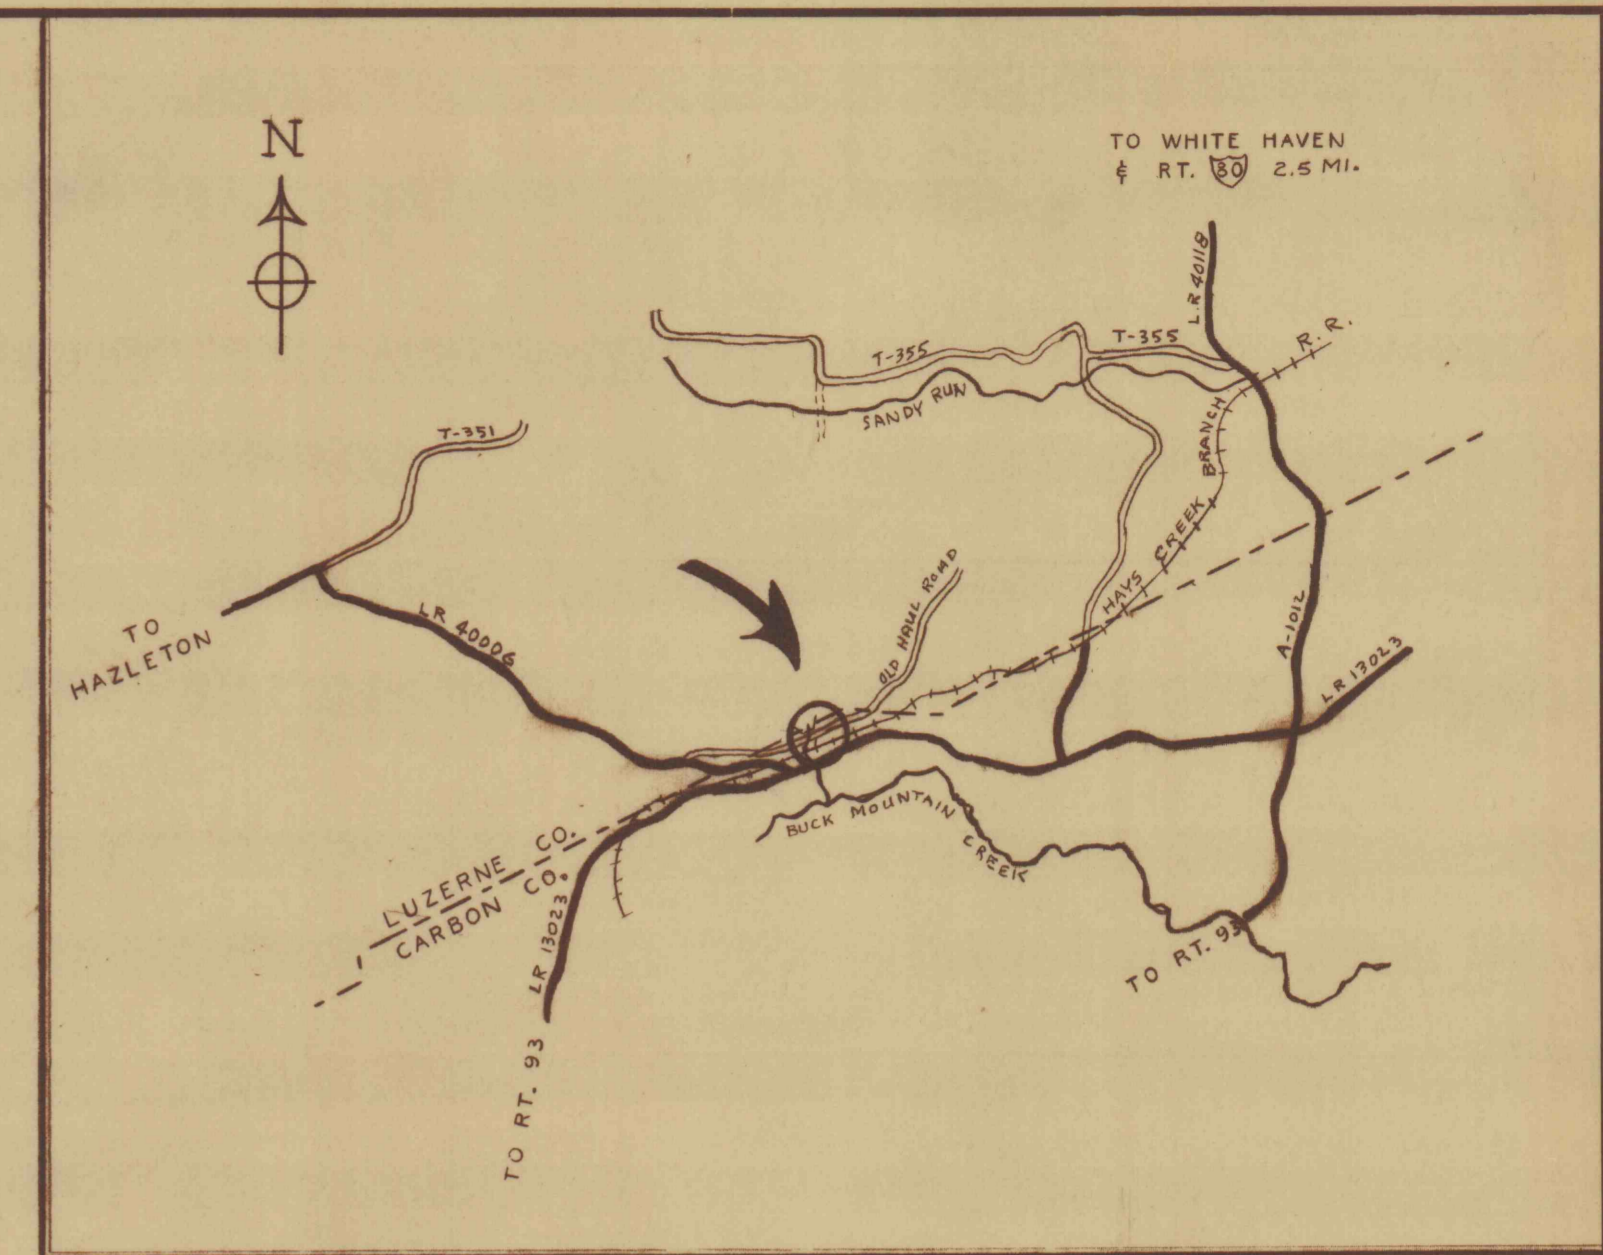 N
TO WHITE HAVEN
& RT. 80 2.5 MI.
L.R 40118
R.R.
T-355
T-355
SANDY RUN
T-351
HAYS CREEK BRANCH
OLD HAUL ROAD
TO
HAZLETON
LR 40006
A-1012
LR 13023
BUCK MOUNTAIN
CREEK
LUZERNE CO.
CARBON CO.
LR 13023
TO RT. 93
TO RT. 93